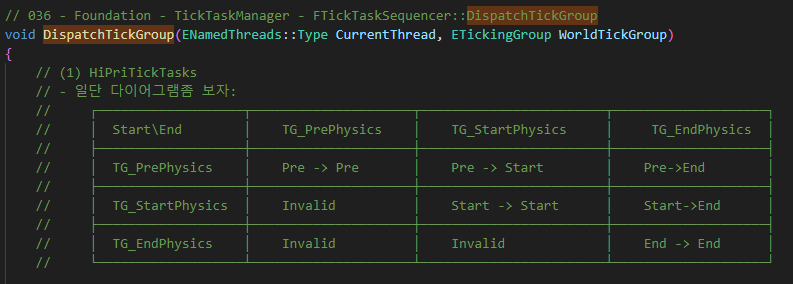 // 036 - Foundation - TickTaskManager - FTickTaskSequencer::DispatchTickGroup
void DispatchTickGroup(ENamedThreads::Type CurrentThread, ETickingGroup WorldTickGroup)
{
// (1) HiPriTickTasks
// - 일단 다이어그램좀 보자:
//
// Start\End TG_PrePhysics TG_StartPhysics TG_EndPhysics
//
// TG_PrePhysics Pre -> Pre Pre -> Start Pre->End
//
// TG_StartPhysics Invalid Start -> Start Start->End
//
// TG_EndPhysics Invalid Invalid End -> End
//